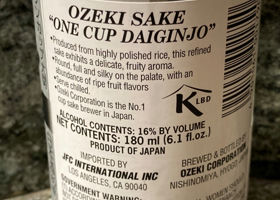 OZEKI SAKE
"ONE CUP DAIGINJO"
•Produced from highly polished rice, this refined
sake exhibits a delicate, fruity aroma.
•Round, full and silky on the palate, with an
abundance of ripe fruit flavors
•Serve chilled.
•Ozeki Corporation is the No.1
cup sake brewer in Japan.
K LBD
ALCOHOL CONTENTS: 16% BY VOLUME
NET CONTENTS: 180 ml (6.1 fl.oz.)
PRODUCT OF JAPAN
IMPORTED BY
JFC INTERNATIONAL INC
LOS ANGELES, CA 90040
BREWED & BOTTLED BY
OZEKI CORPORATION
NISHINOMIYA, HYOGO,
GOVERNMENT WARNING:
WOMEN SHOULD